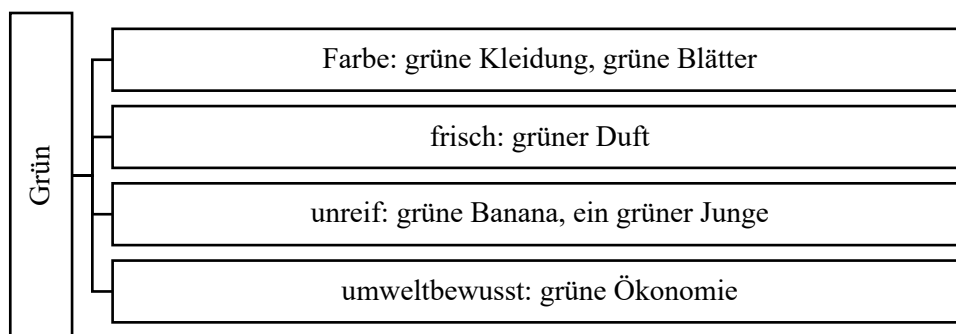 Grün
Farbe: grüne Kleidung, grüne Blätter
frisch: grüner Duft
unreif: grüne Banana, ein grüner Junge
umweltbewusst: grüne Ökonomie